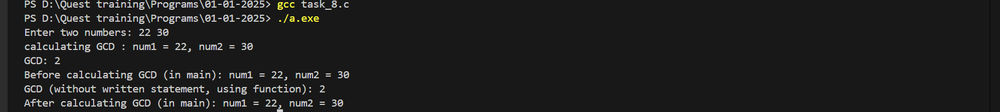 PS D:\Quest training\Programs\01-01-2025> gcc task_8.c
PS D:\Quest training\Programs\01-01-2025> ./a.exe
Enter two numbers: 22 30
calculating GCD : num1 = 22, num2 = 30
GCD: 2
Before calculating GCD (in main): num1 = 22, num2 = 30
GCD (without written statement, using function): 2
After calculating GCD (in main): num1 = 22, num2 = 30